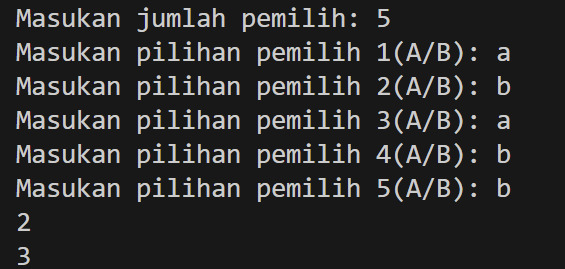 Masukan jumlah pemilih: 5
Masukan pilihan pemilih 1(A/B): a
Masukan pilihan pemilih 2(A/B): b
Masukan pilihan pemilih 3(A/B): a
Masukan pilihan pemilih 4(A/B): b
Masukan pilihan pemilih 5(A/B): b
2
3